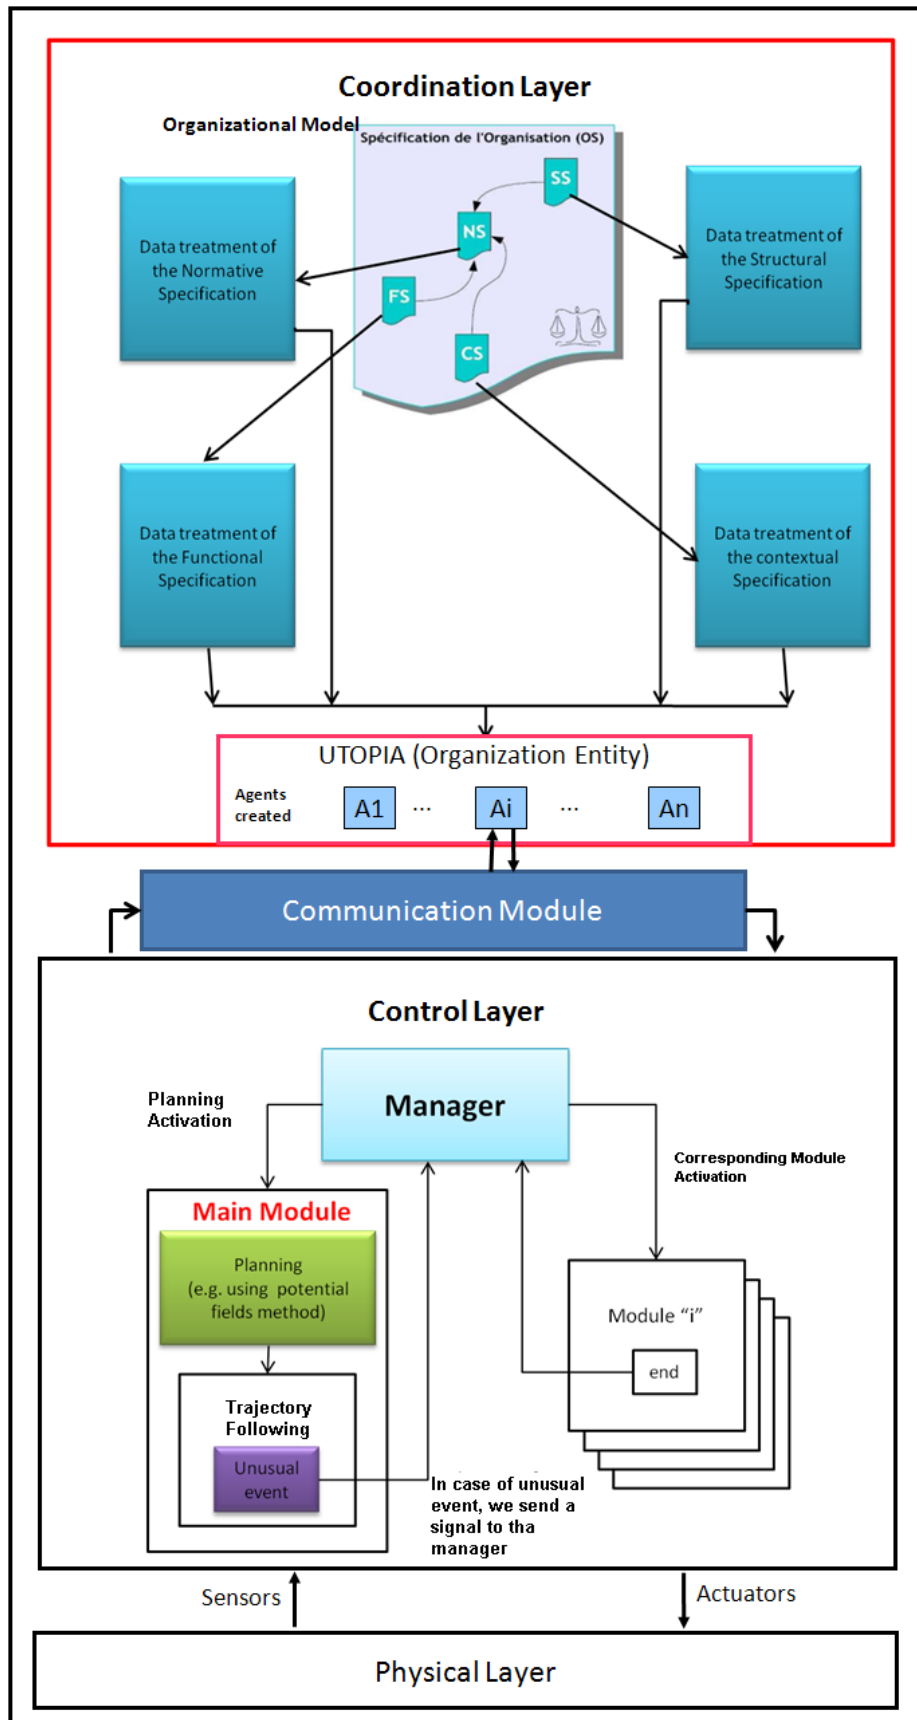 Coordination Layer
Organizational Model
Spécification de l'Organisation (OS)
SS
NS
FS
CS
Data treatment of
the Normative
Specification
Data treatment of
the Structural
Specification
Data treatment of
the Functional
Specification
Data treatment of
the contextual
Specification
UTOPIA (Organization Entity)
Agents
created
A1 ... Ai ... An
Communication Module
Control Layer
Manager
Planning
Activation
Corresponding Module
Activation
Main Module
Planning
(e.g. using potential
fields method)
Module “i”
end
Trajectory
Following
Unusual
event
In case of unusual
event, we send a
signal to tha
manager
Sensors
Actuators
Physical Layer